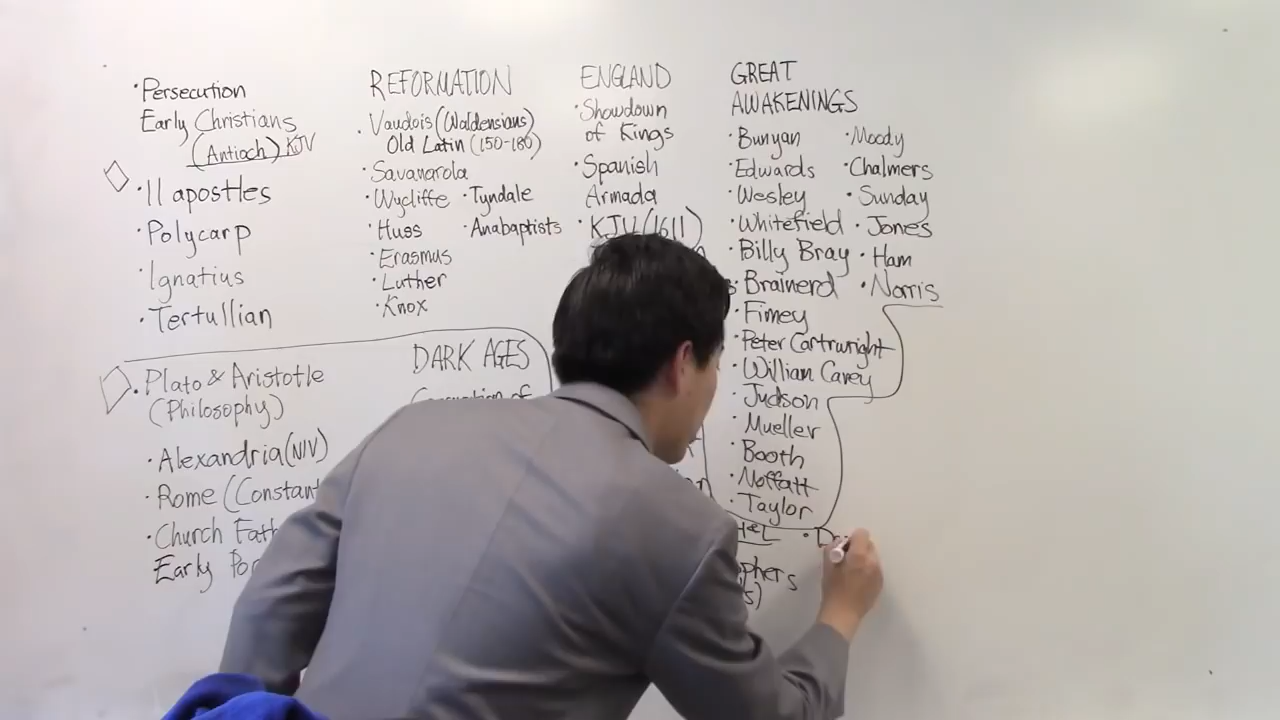 ·Persecution
Early Christians
(Antioch) KJV
·11 apostles
·Polycarp
·Ignatius
·Tertullian
REFORMATION
·Vaudois (Waldensians)
Old Latin (150-180)
·Savanarola
·Wycliffe ·Tyndale
·Huss ·Anabaptists
·Erasmus
·Luther
·Knox
ENGLAND
·Showdown
of Kings
·Spanish
Armada
·KJV (1611)
GREAT
AWAKENINGS
·Bunyan ·Moody
·Edwards ·Chalmers
·Wesley ·Sunday
·Whitefield ·Jones
·Billy Bray ·Ham
·Brainerd ·Norris
·Finney
·Peter Cartwright
·William Carey
·Judson
·Mueller
·Booth
·Moffatt
·Taylor
·Plato & Aristotle
(Philosophy)
·Alexandria (NIV)
·Rome (Constant
·Church Fath
Early Po
DARK AGES
H&L
ophers